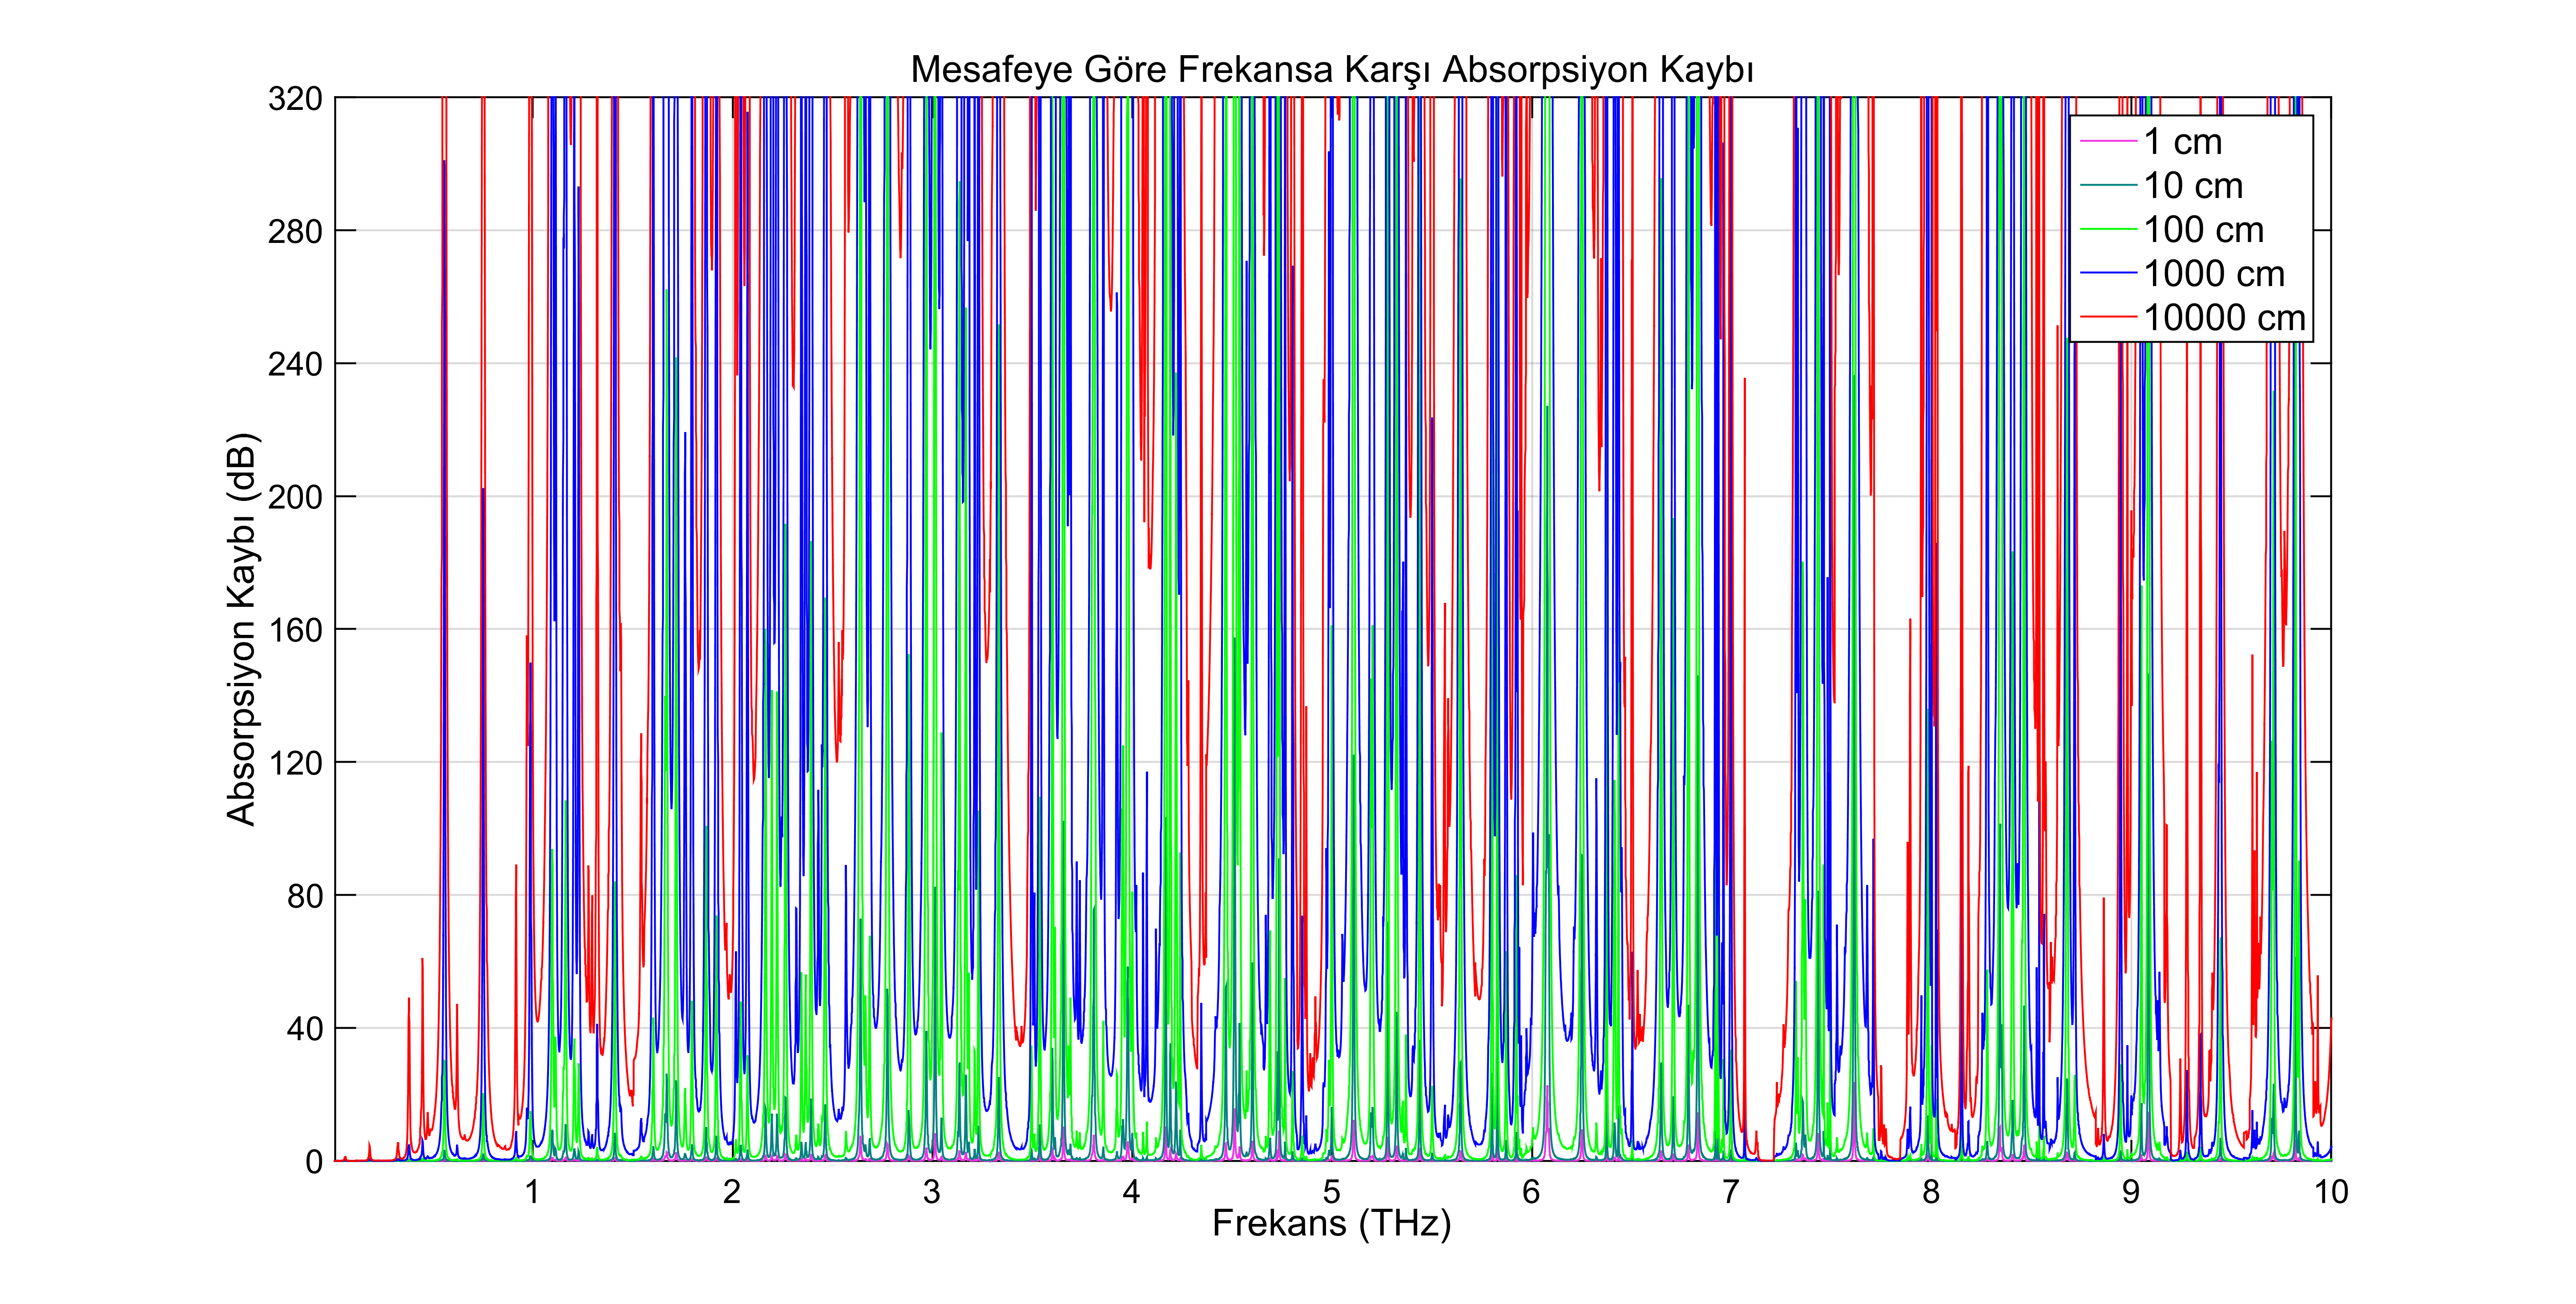 Mesafeye Göre Frekansa Karşı Absorpsiyon Kaybı
320
280
240
200
160
120
80
40
0
Absorpsiyon Kaybı (dB)
1 cm
10 cm
100 cm
1000 cm
10000 cm
1 2 3 4 5 6 7 8 9 10
Frekans (THz)